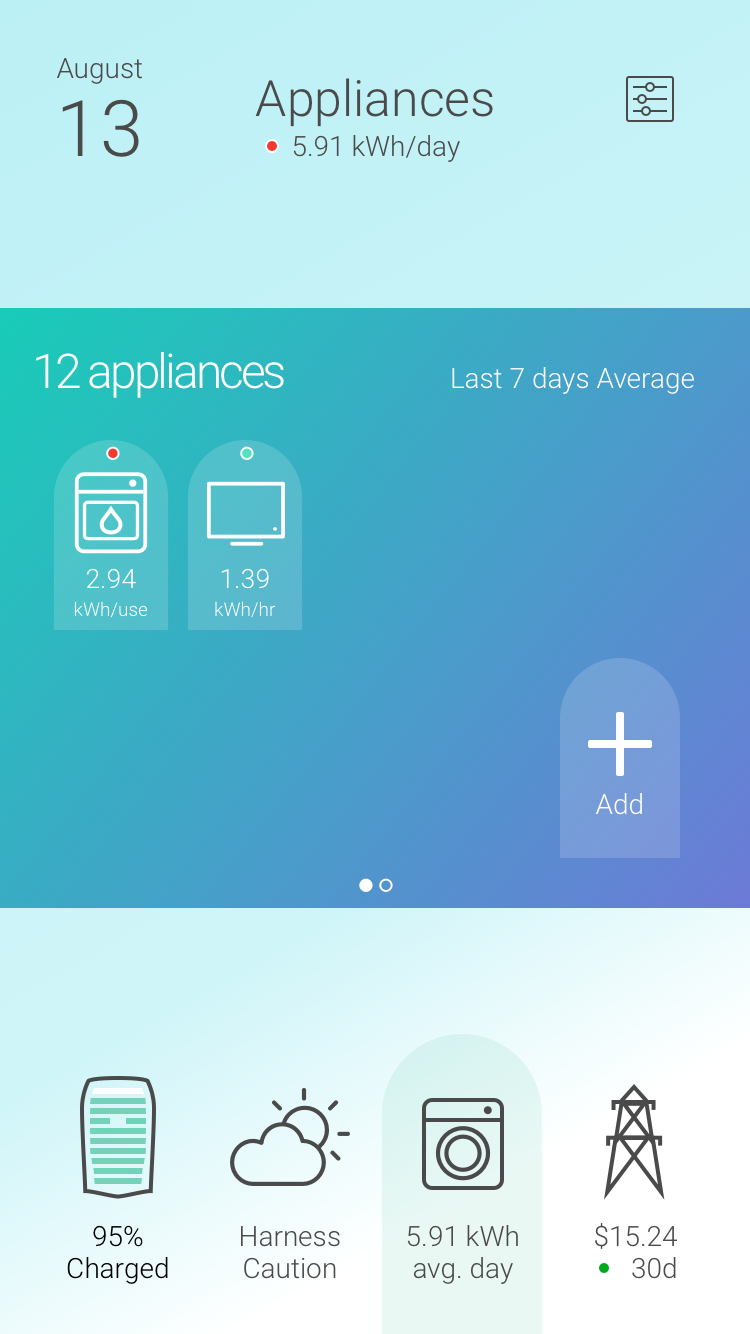 August
13
Appliances
5.91 kWh/day
12 appliances
Last 7 days Average
2.94
kWh/use
1.39
kWh/hr
Add
95%
Charged
Harness
Caution
5.91 kWh
avg. day
$15.24
30d